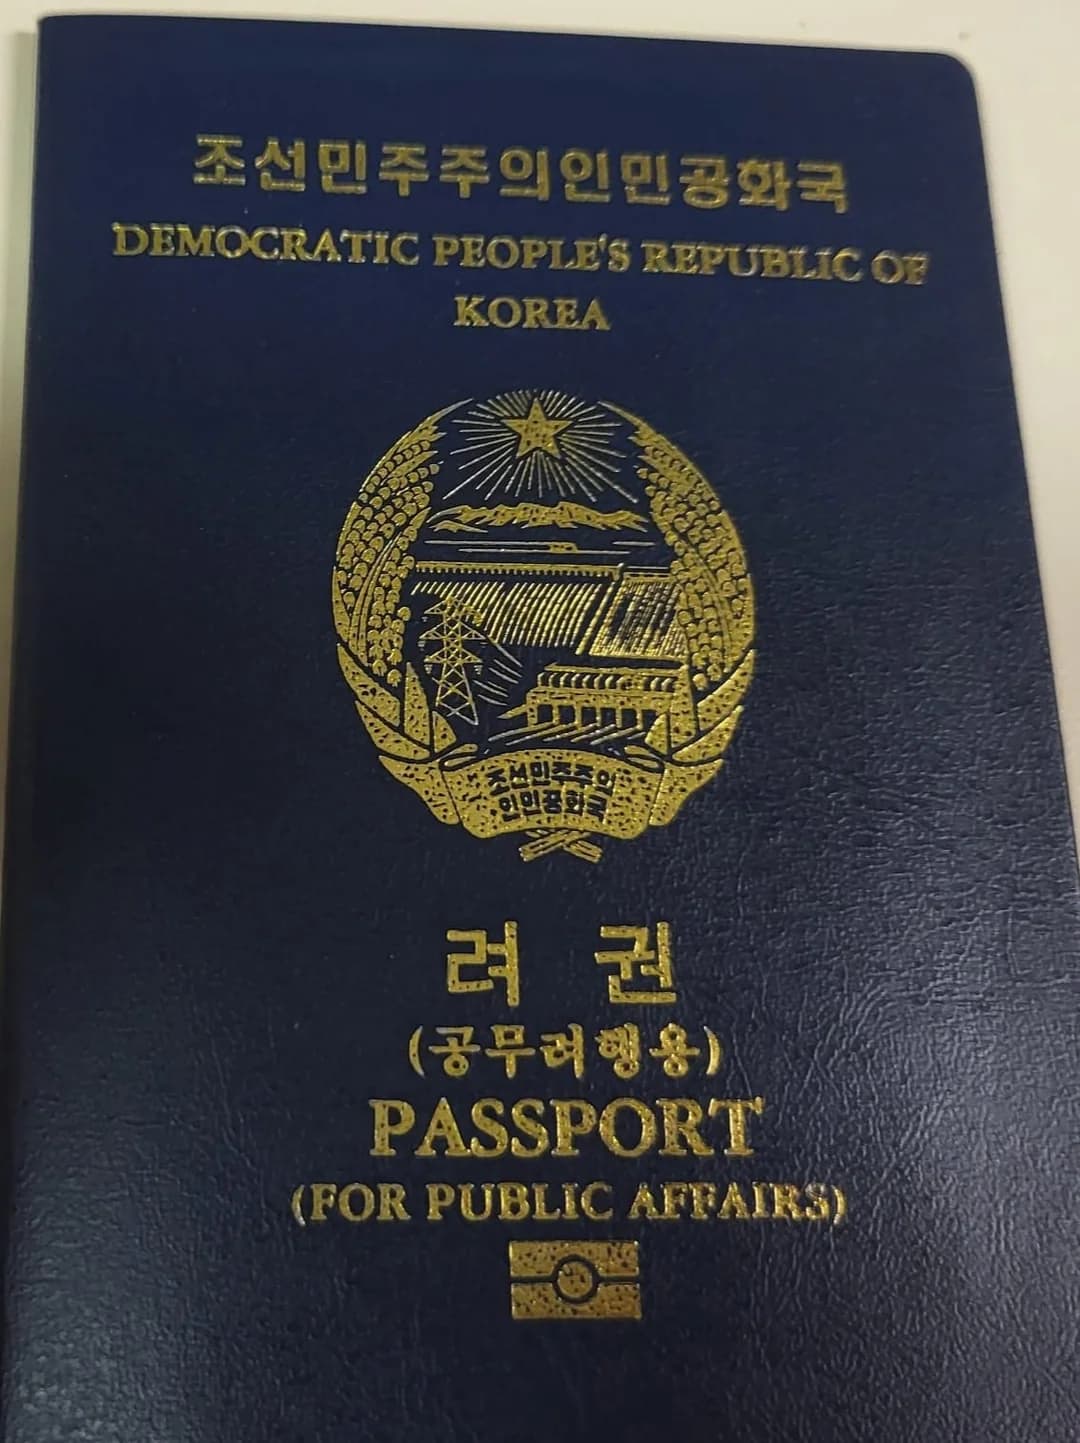 조선민주주의인민공화국
DEMOCRATIC PEOPLE'S REPUBLIC OF
KOREA
조선민주주의
인민공화국
려 권
(공무려행용)
PASSPORT
(FOR PUBLIC AFFAIRS)